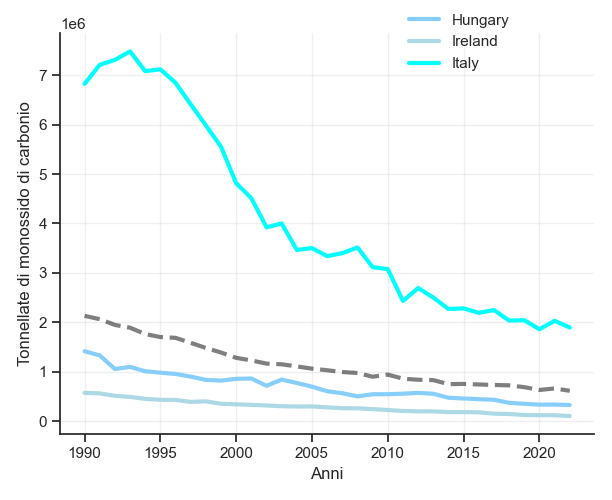 1e6
Hungary
Ireland
Italy
7
6
5
4
3
2
1
0
Tonnellate di monossido di carbonio
1990
1995
2000
2005
2010
2015
2020
Anni